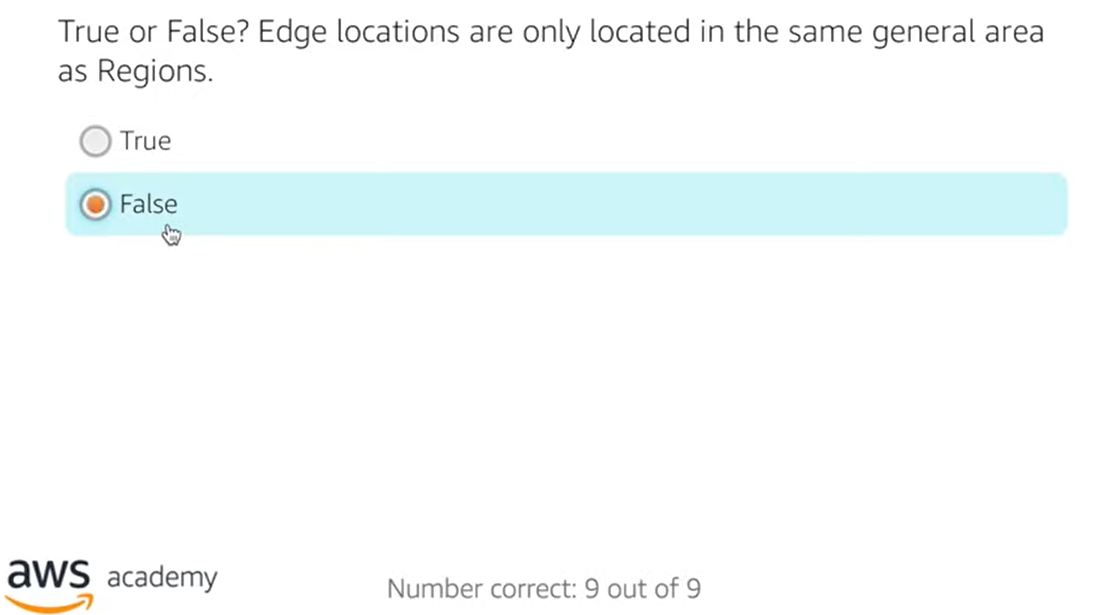 True or False? Edge locations are only located in the same general area
as Regions.
True
False
aws academy
Number correct: 9 out of 9